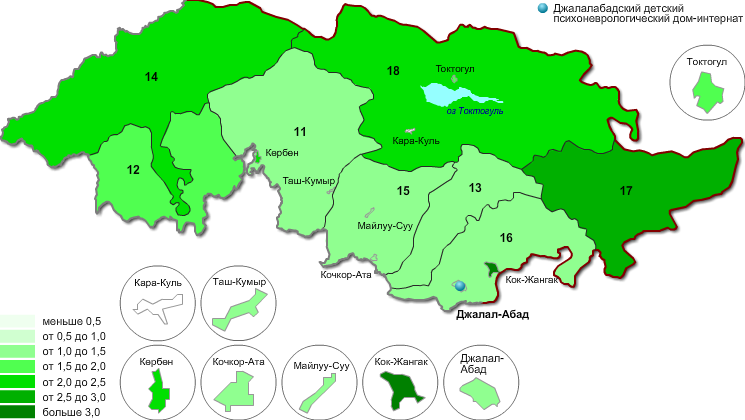 Джалалабадский детский
психоневрологический дом-интернат
Токтогул
14
18
Токтогул
оз Токтогуль
11
Кара-Куль
Кербен
12
Таш-Кумыр
15
13
17
Майлуу-Суу
16
Кочкор-Ата
Кок-Жангак
Джалал-Абад
Кара-Куль
Таш-Кумыр
меньше 0,5
от 0,5 до 1,0
от 1,0 до 1,5
от 1,5 до 2,0
от 2,0 до 2,5
от 2,5 до 3,0
больше 3,0
Кербен
Кочкор-Ата
Майлуу-Суу
Кок-Жангак
Джалал-
Абад